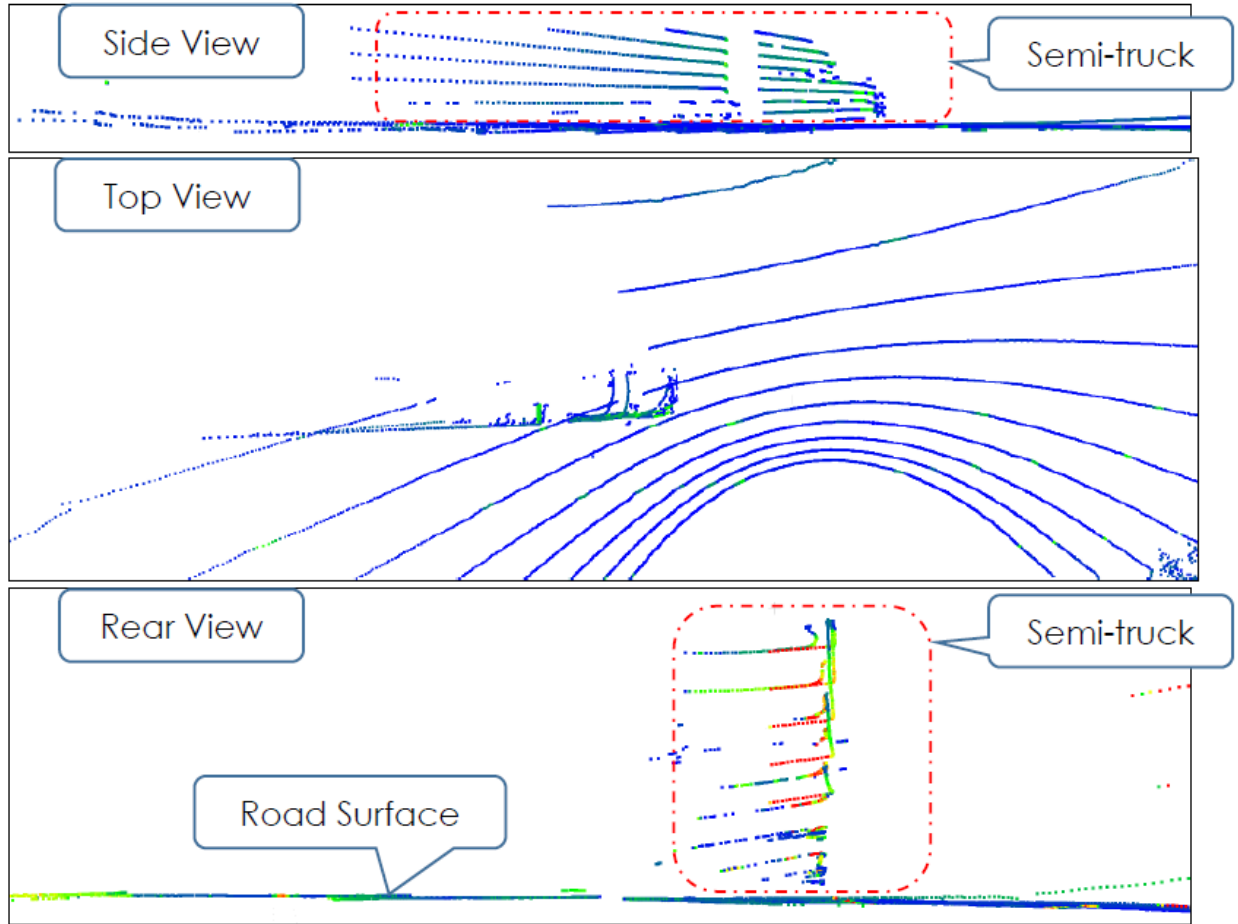 Side View
Semi-truck
Top View
Rear View
Semi-truck
Road Surface